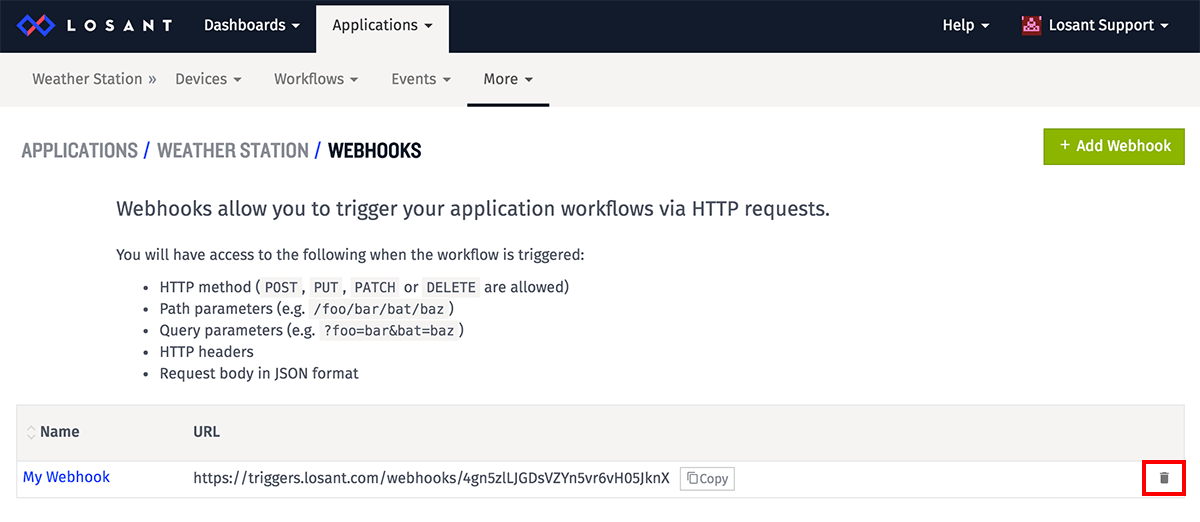 LOSANT Dashboards Applications Help Losant Support
Weather Station » Devices Workflows Events More
APPLICATIONS / WEATHER STATION / WEBHOOKS
+ Add Webhook
Webhooks allow you to trigger your application workflows via HTTP requests.
You will have access to the following when the workflow is triggered:
• HTTP method ( POST , PUT , PATCH or DELETE are allowed)
• Path parameters (e.g. /foo/bar/bat/baz )
• Query parameters (e.g. ?foo=bar&bat=baz )
• HTTP headers
• Request body in JSON format
Name URL
My Webhook https://triggers.losant.com/webhooks/4gn5zlLJGDsVZYn5vr6vH05JknX Copy